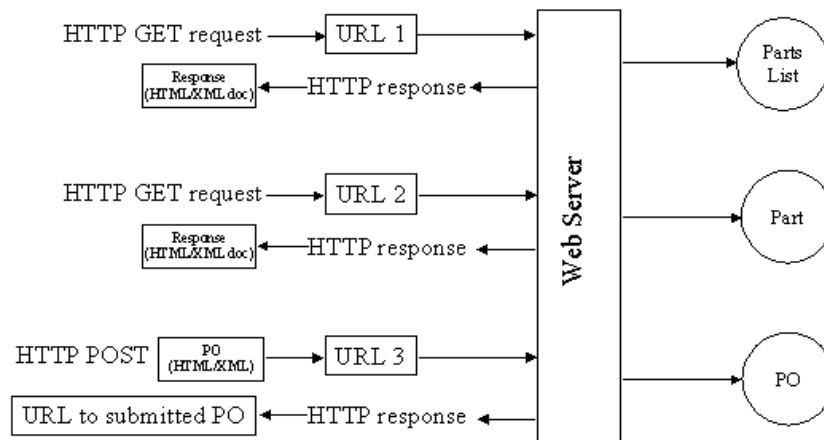 HTTP GET request
URL 1
Response
(HTML/XML doc)
HTTP response
Parts
List
HTTP GET request
URL 2
Response
(HTML/XML doc)
HTTP response
Web Server
Part
HTTP POST
PO
(HTML/XML)
URL 3
URL to submitted PO
HTTP response
PO